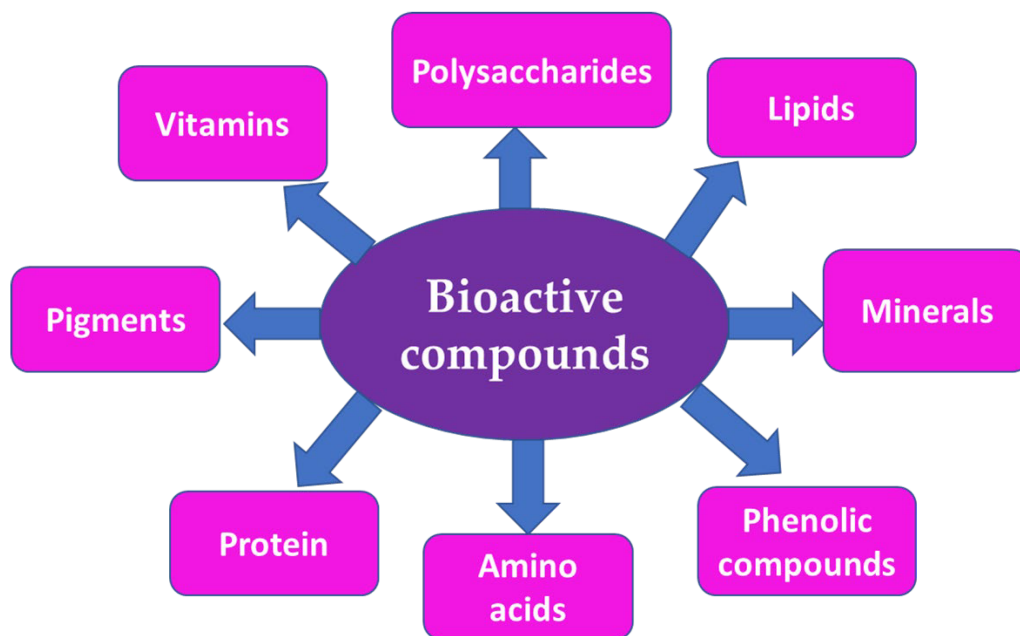 Polysaccharides
Vitamins
Lipids
Bioactive
compounds
Pigments
Minerals
Protein
Amino
acids
Phenolic
compounds